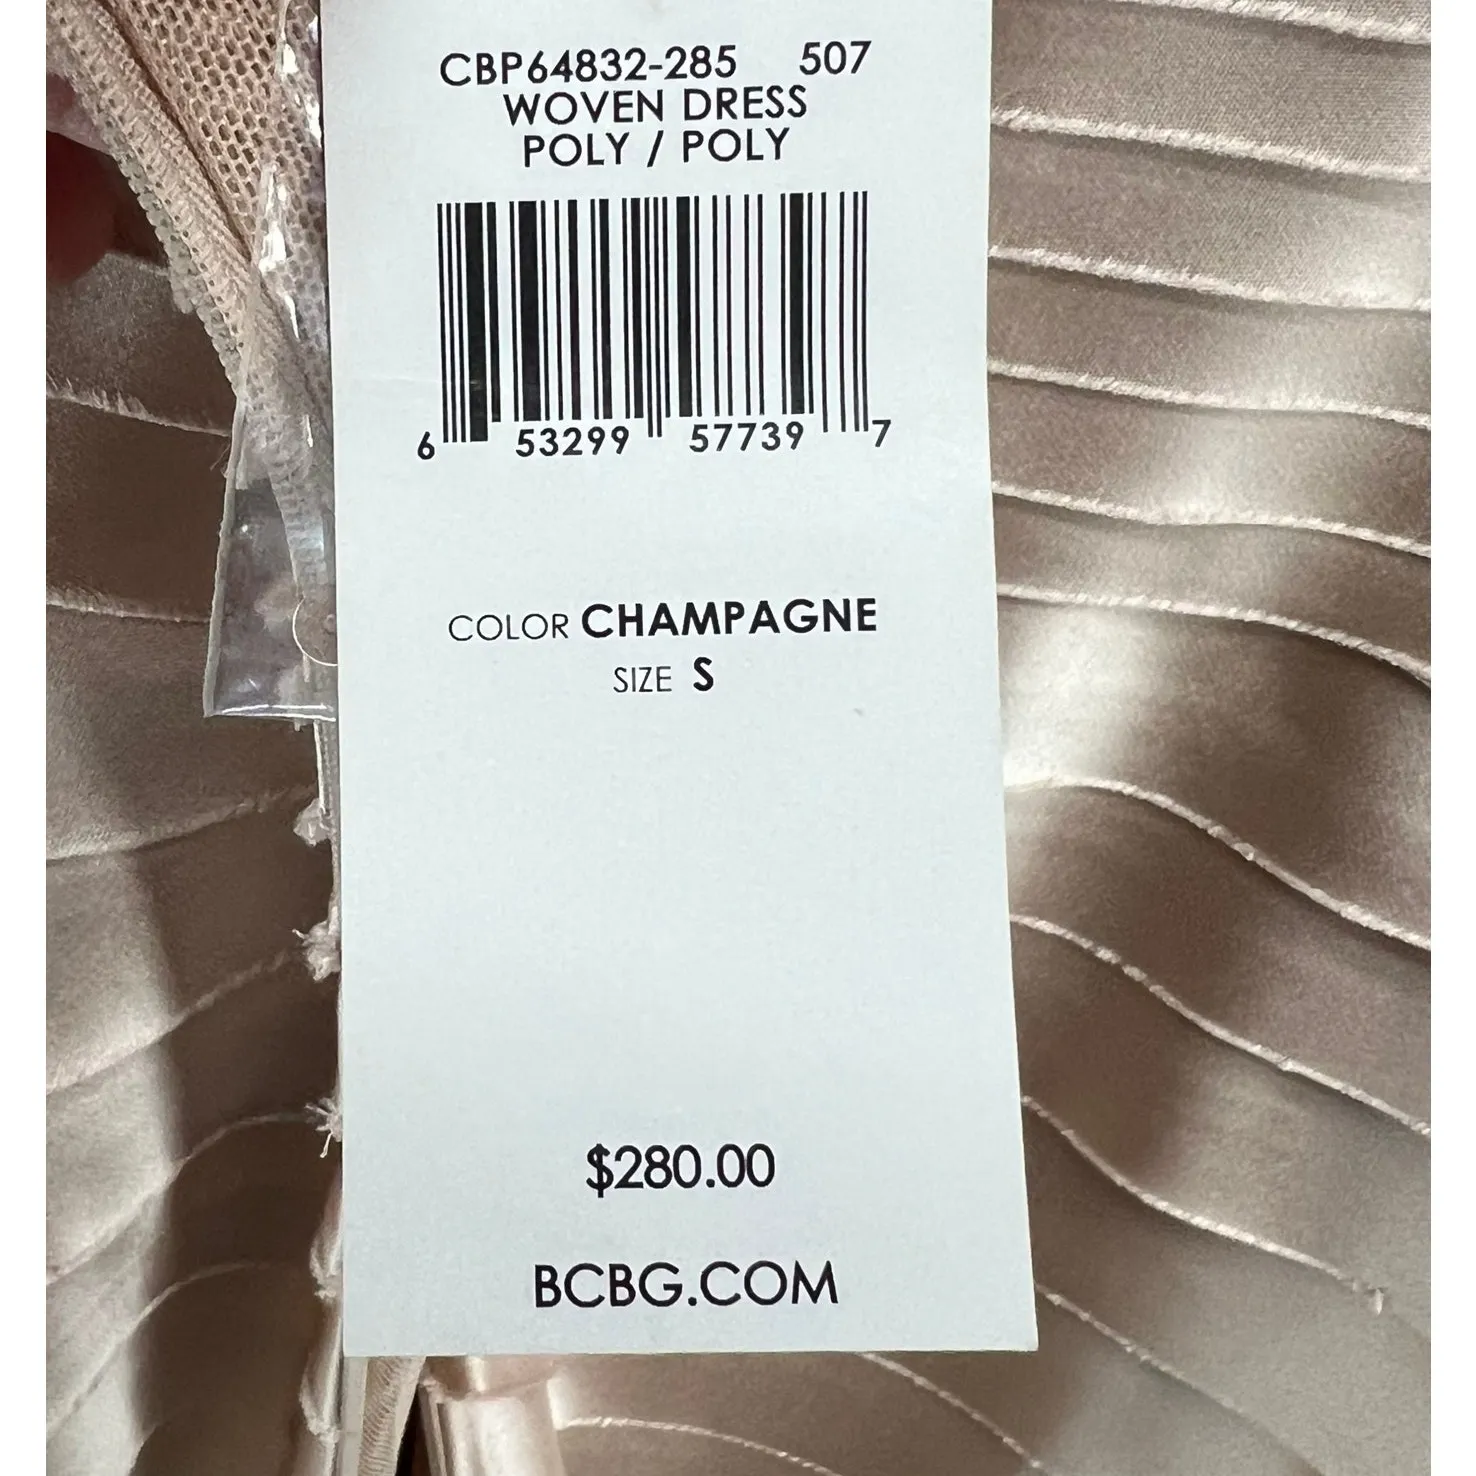 CBP64832-285 507
WOVEN DRESS
POLY / POLY
6 53299 57739 7
COLOR CHAMPAGNE
SIZE S
$280.00
BCBG.COM